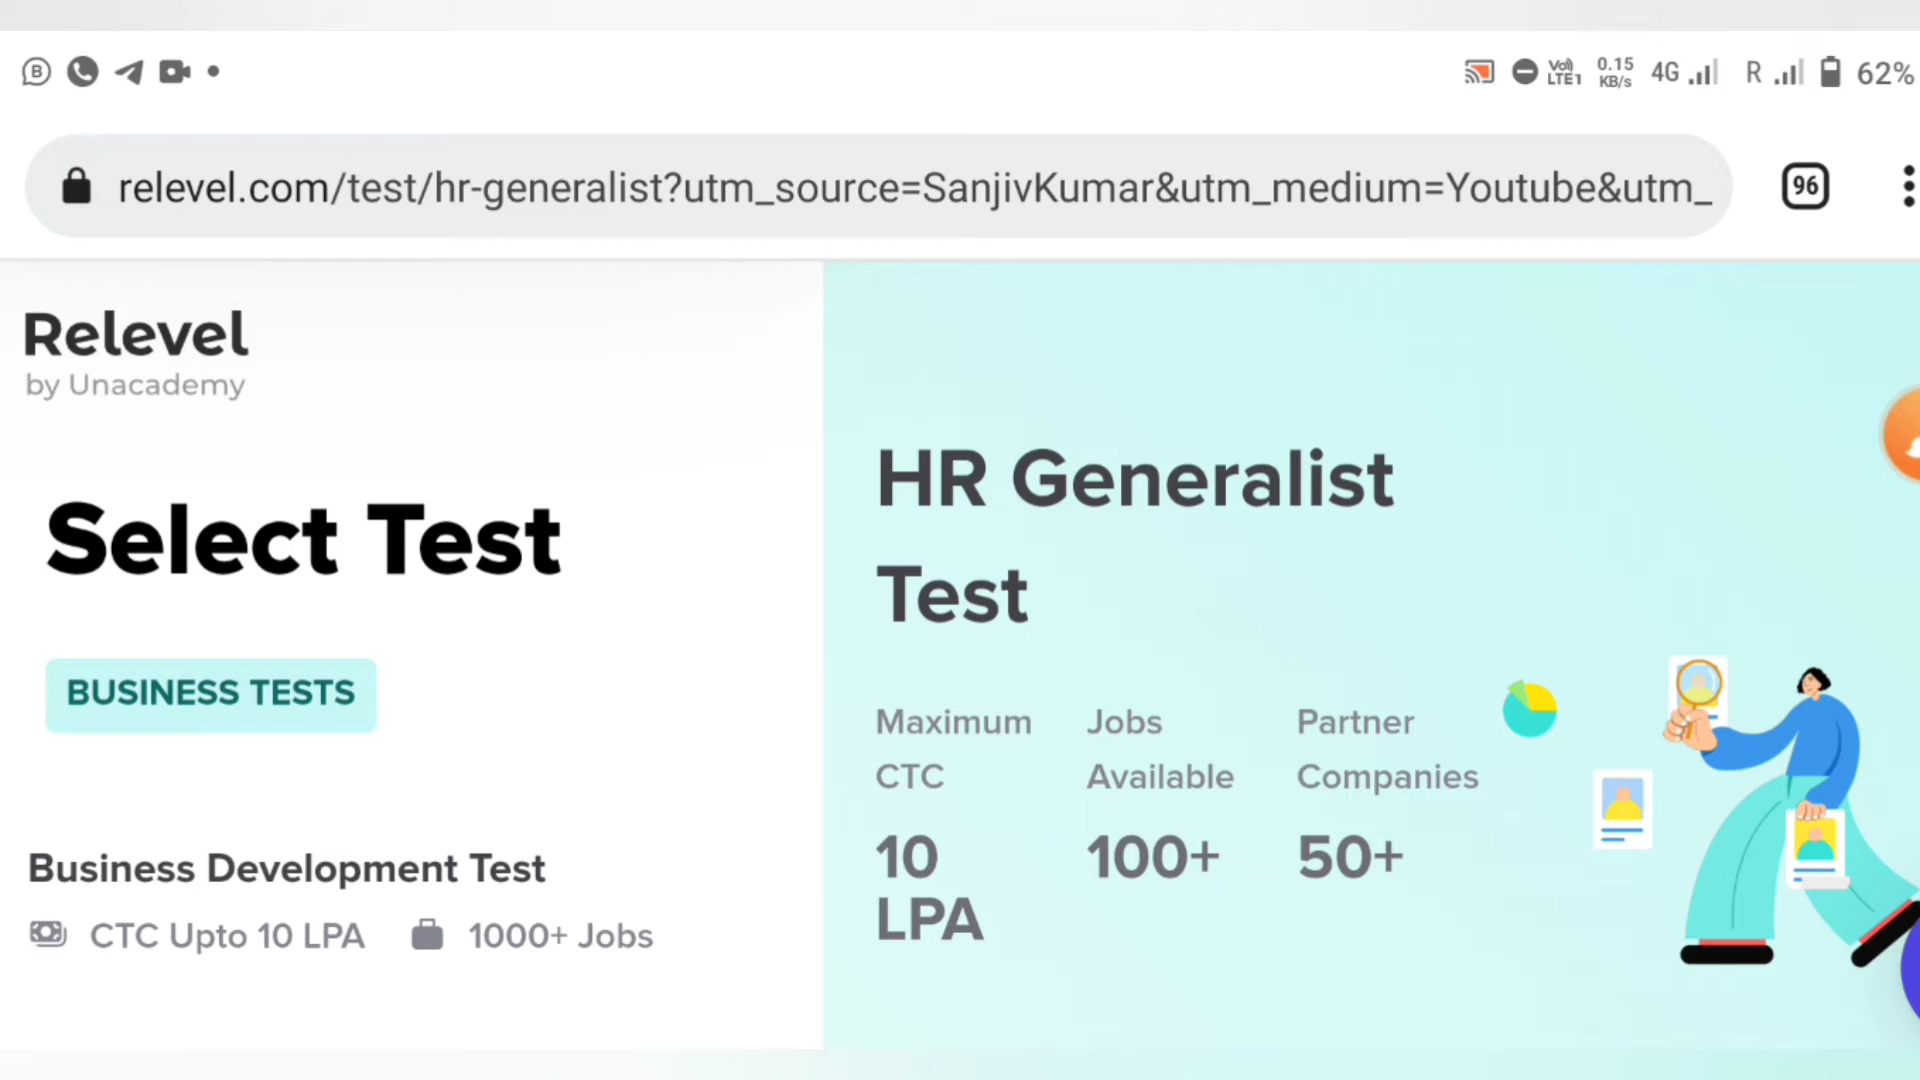 Vo) 0.15
LTE1 KB/s 4G R 62%
relevel.com/test/hr-generalist?utm_source=SanjivKumar&utm_medium=Youtube&utm_
96
Relevel
by Unacademy
Select Test
BUSINESS TESTS
Business Development Test
CTC Upto 10 LPA 1000+ Jobs
HR Generalist
Test
Maximum
CTC
10
LPA
Jobs
Available
100+
Partner
Companies
50+